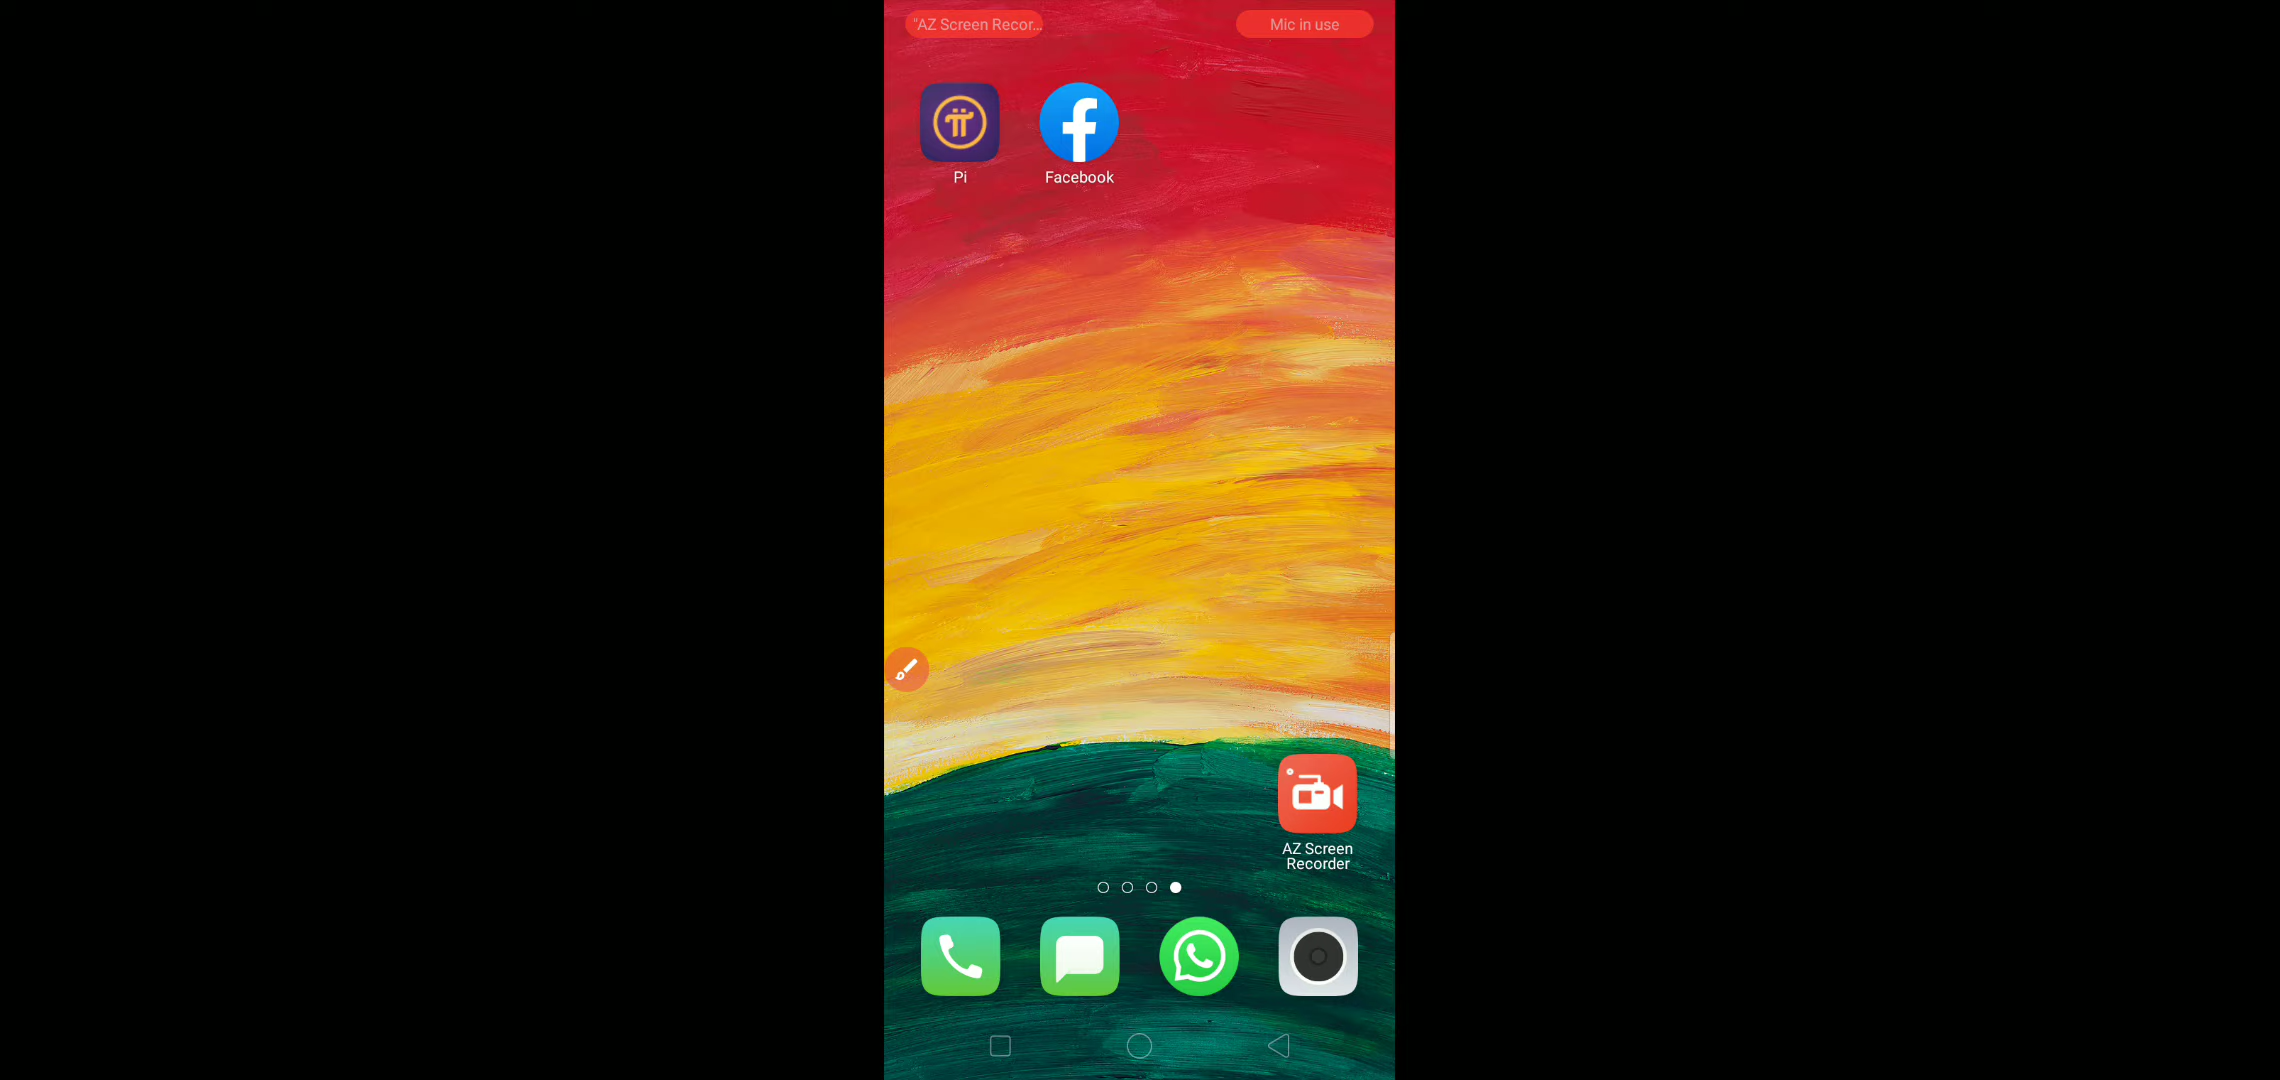 "AZ Screen Recor...
Mic in use
Pi
Facebook
AZ Screen
Recorder